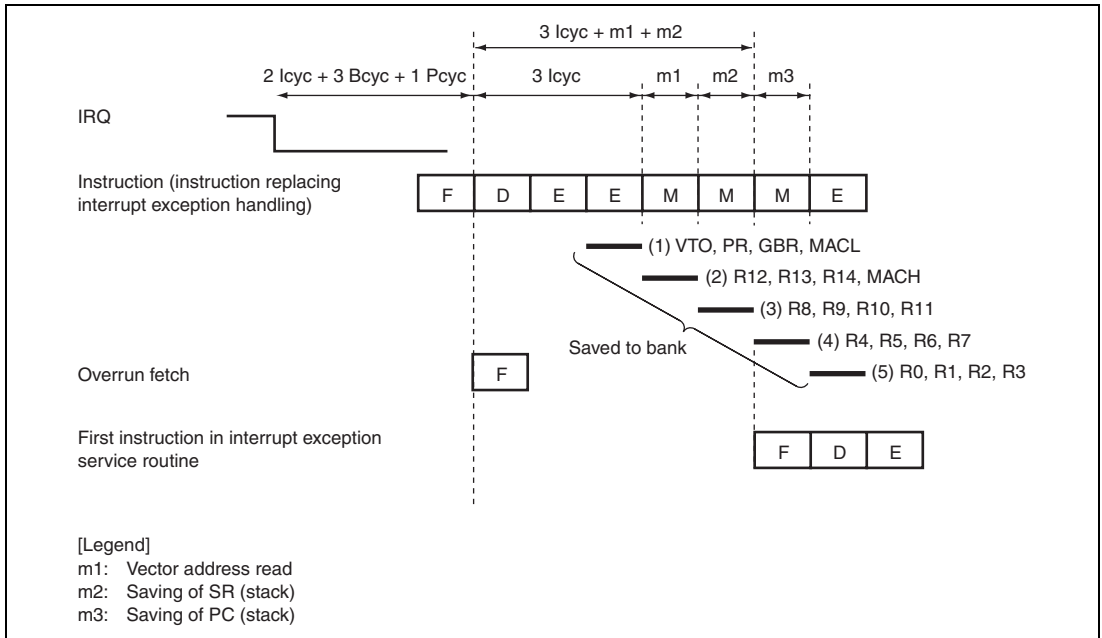 3 Icyc + m1 + m2
2 Icyc + 3 Bcyc + 1 Pcyc
3 Icyc
m1
m2
m3
IRQ
Instruction (instruction replacing
interrupt exception handling)
F D E E M M M E
(1) VTO, PR, GBR, MACL
(2) R12, R13, R14, MACH
(3) R8, R9, R10, R11
(4) R4, R5, R6, R7
Saved to bank
(5) R0, R1, R2, R3
Overrun fetch
F
First instruction in interrupt exception
service routine
F D E
[Legend]
m1: Vector address read
m2: Saving of SR (stack)
m3: Saving of PC (stack)